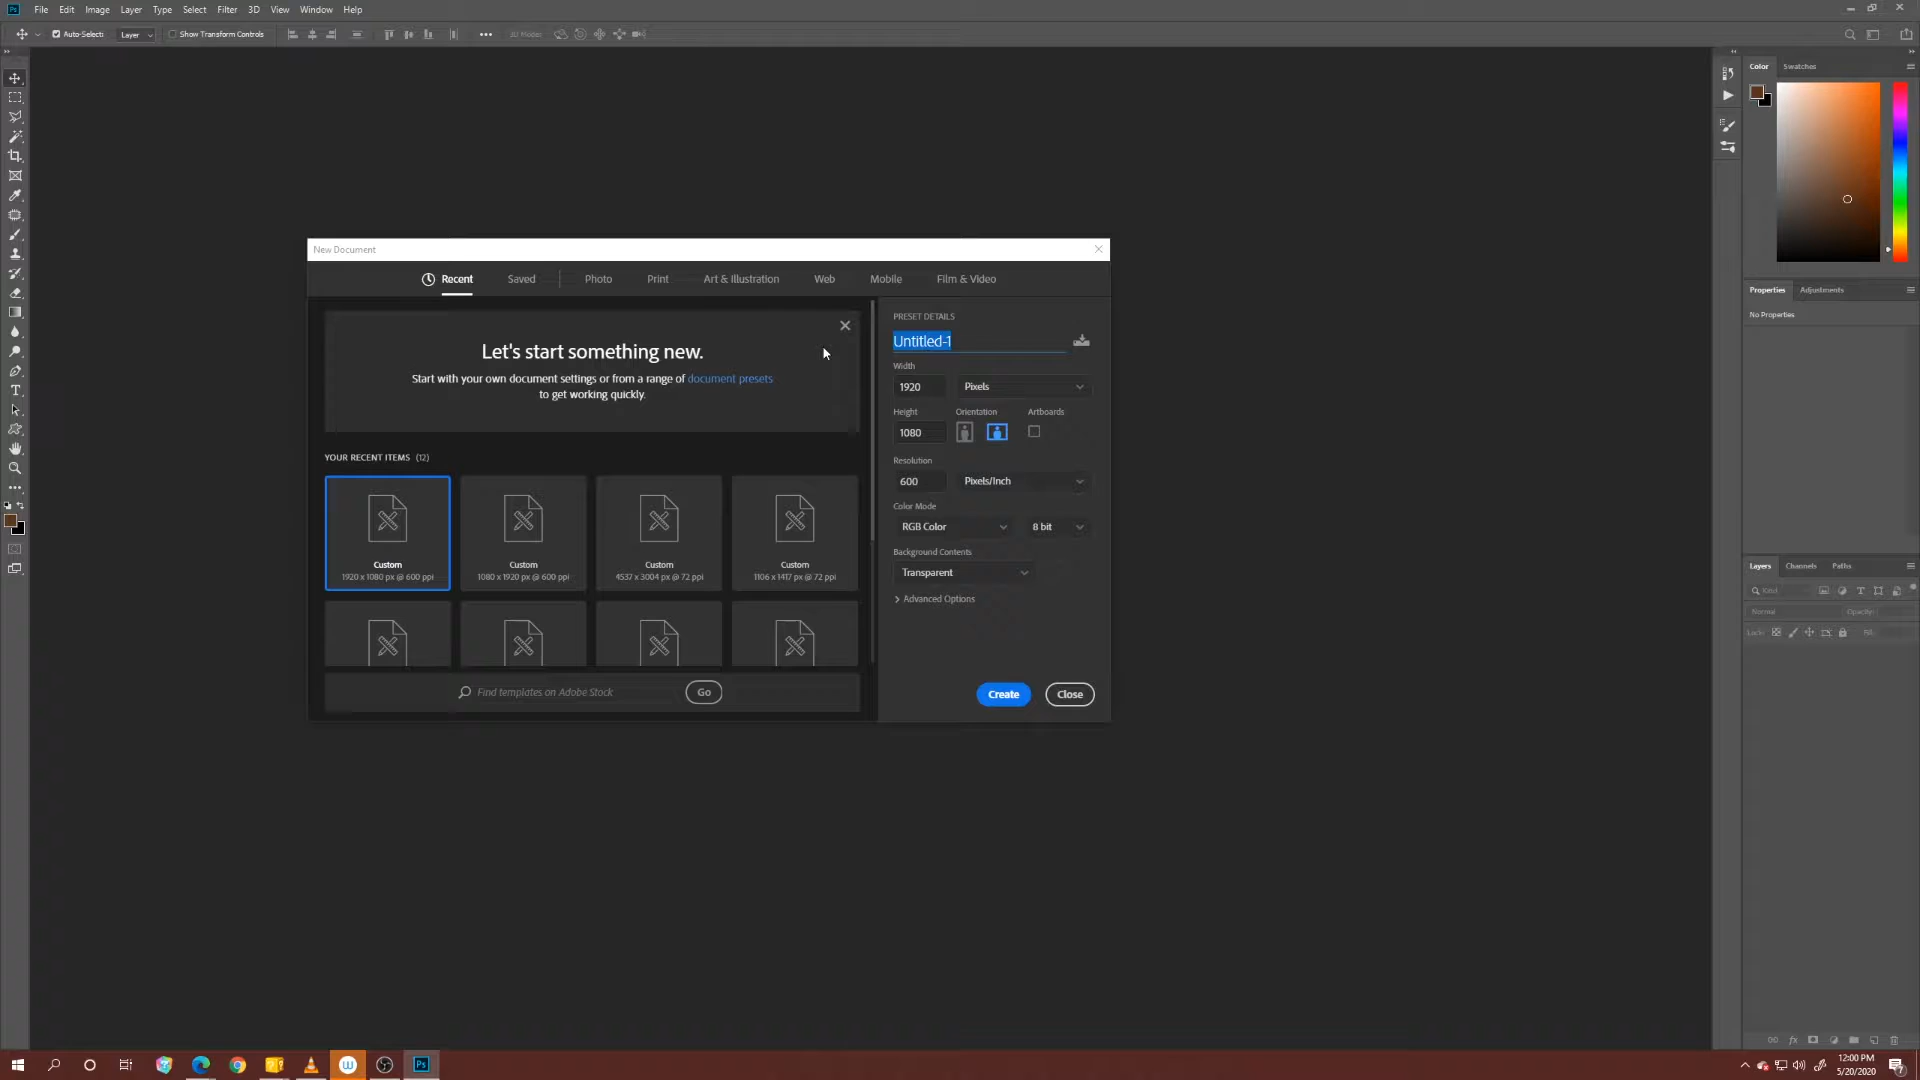 Ps File Edit Image Layer Type Select Filter 3D View Window Help
Auto-Select: Layer Show Transform Controls 3D Mode:
Color Swatches
New Document
Recent Saved Photo Print Art & Illustration Web Mobile Film & Video
Let's start something new.
Start with your own document settings or from a range of document presets
to get working quickly.
YOUR RECENT ITEMS (12)
Custom
1920 x 1080 px @ 600 ppi
Custom
1080 x 1920 px @ 600 ppi
Custom
4537 x 3004 px @ 72 ppi
Custom
1106 x 1417 px @ 72 ppi
Find templates on Adobe Stock Go
PRESET DETAILS
Untitled-1
Width
1920 Pixels
Height Orientation Artboards
1080
Resolution
600 Pixels/Inch
Color Mode
RGB Color 8 bit
Background Contents
Transparent
Advanced Options
Create Close
Properties Adjustments
No Properties
Layers Channels Paths
Kind
Normal Opacity:
Lock: Fill:
Ps
12:00 PM
5/20/2020